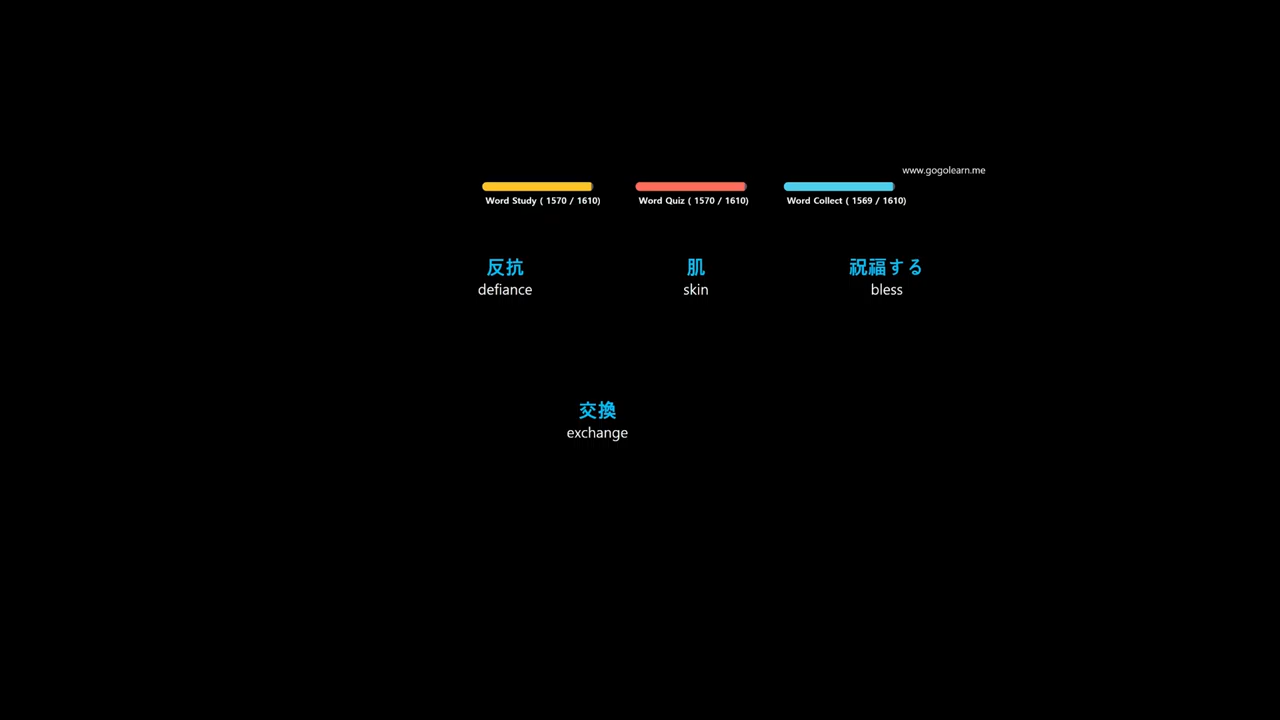 www.gogolearn.me
Word Study ( 1570 / 1610)
Word Quiz ( 1570 / 1610)
Word Collect ( 1569 / 1610)
反抗
defiance
肌
skin
祝福する
bless
交換
exchange